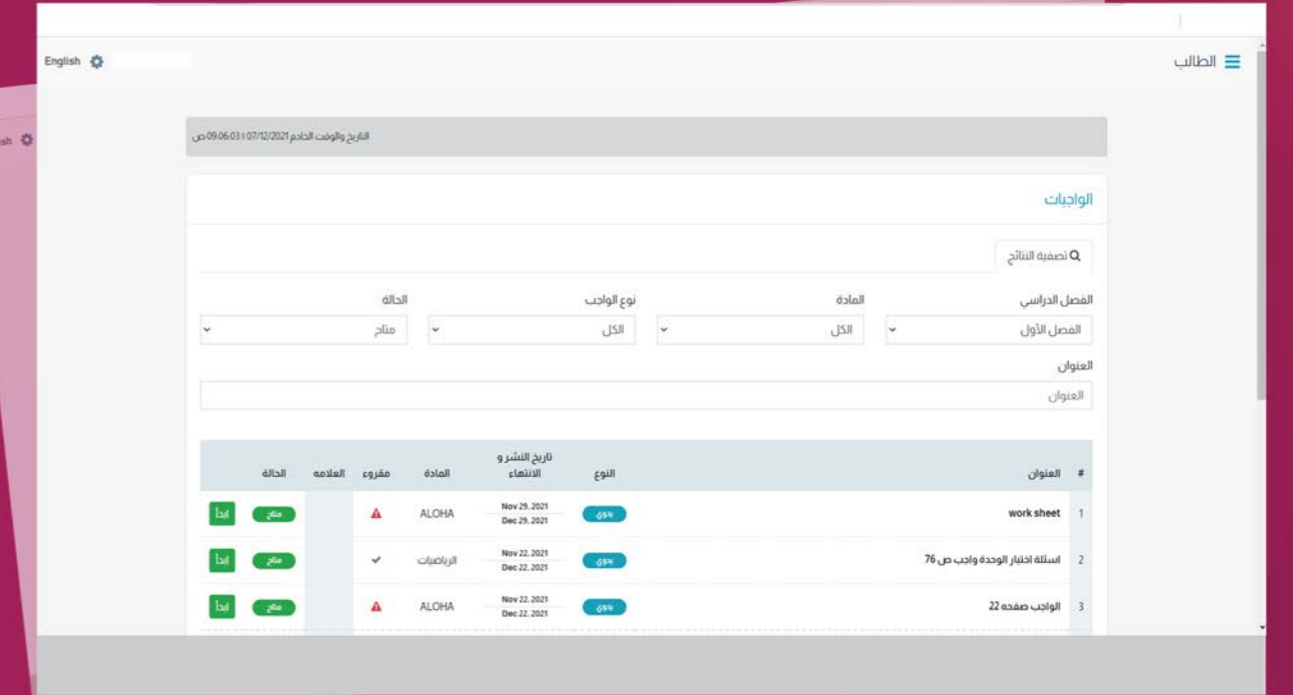 الطالب
English
التاريخ والوقت الخادم 07/12/2021 09:06:03 ص
الواجبات
تصفية النتائج
الفصل الدراسي المادة نوع الواجب الحالة
الفصل الأول الكل الكل متاح
العنوان
العنوان
# العنوان النوع تاريخ النشر و الانتهاء المادة مقروء العلامه الحالة
1 work sheet يدوي Nov 29, 2021 Dec 29, 2021 ALOHA متاح ابدأ
2 اسئلة اختبار الوحدة واجب ص 76 يدوي Nov 22, 2021 Dec 22, 2021 الرياضيات متاح ابدأ
3 الواجب صفحه 22 يدوي Nov 22, 2021 Dec 22, 2021 ALOHA متاح ابدأ